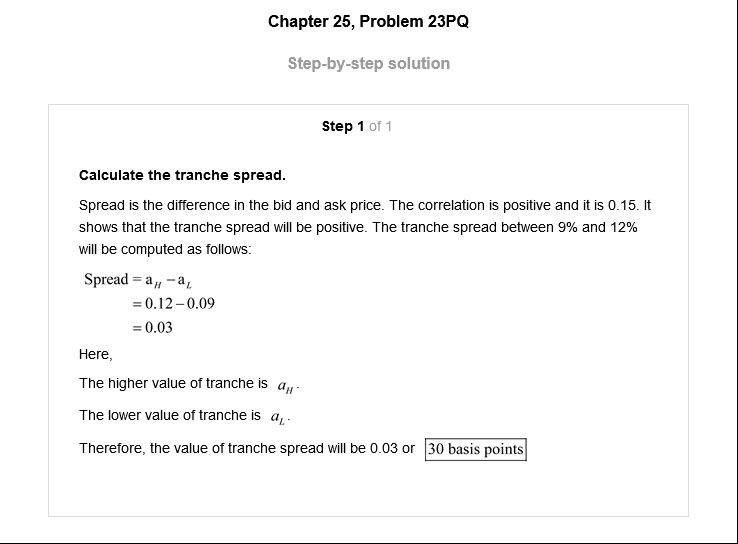 Chapter 25, Problem 23PQ
Step-by-step solution
Step 1 of 1
Calculate the tranche spread.
Spread is the difference in the bid and ask price. The correlation is positive and it is 0.15. It
shows that the tranche spread will be positive. The tranche spread between 9% and 12%
will be computed as follows:
Spread = a_H − a_L
= 0.12 − 0.09
= 0.03
Here,
The higher value of tranche is a_H.
The lower value of tranche is a_L.
Therefore, the value of tranche spread will be 0.03 or 30 basis points